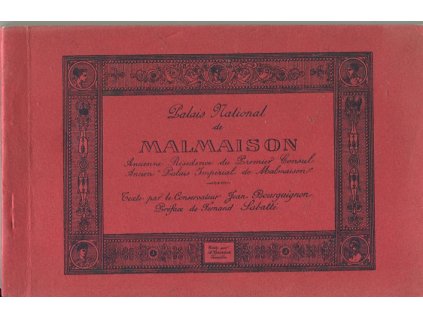 Palais National
de
MALMAISON
Ancienne Résidence du Premier Consul
Ancien Palais Impérial de Malmaison
Texte par le Conservateur Jean Bourguignon
Préface de Fernand Sabatté